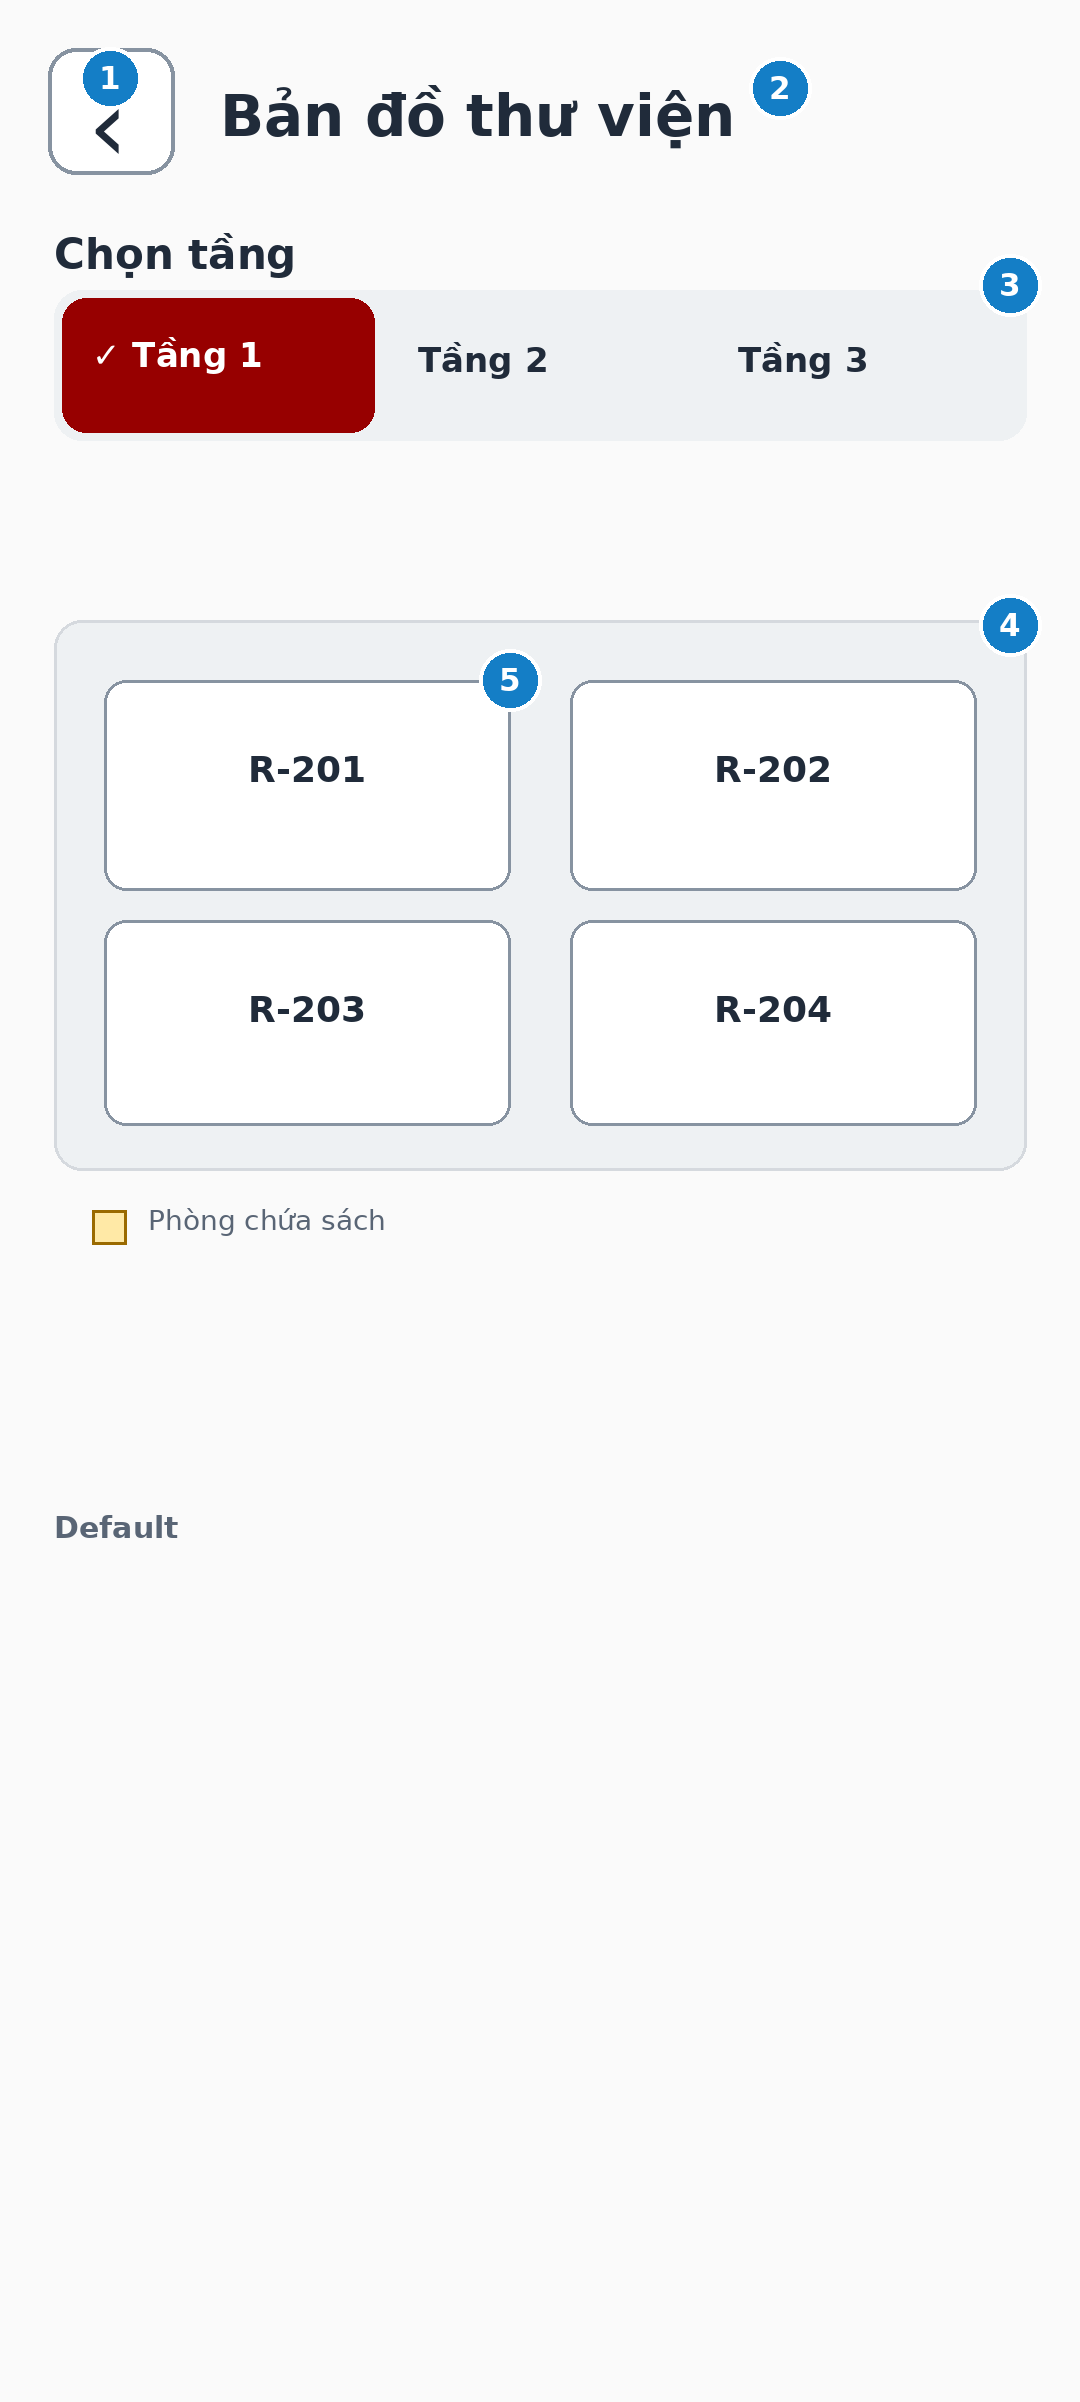 1
<
Bản đồ thư viện
2
Chọn tầng
3
✓ Tầng 1
Tầng 2
Tầng 3
4
5
R-201
R-202
R-203
R-204
Phòng chứa sách
Default